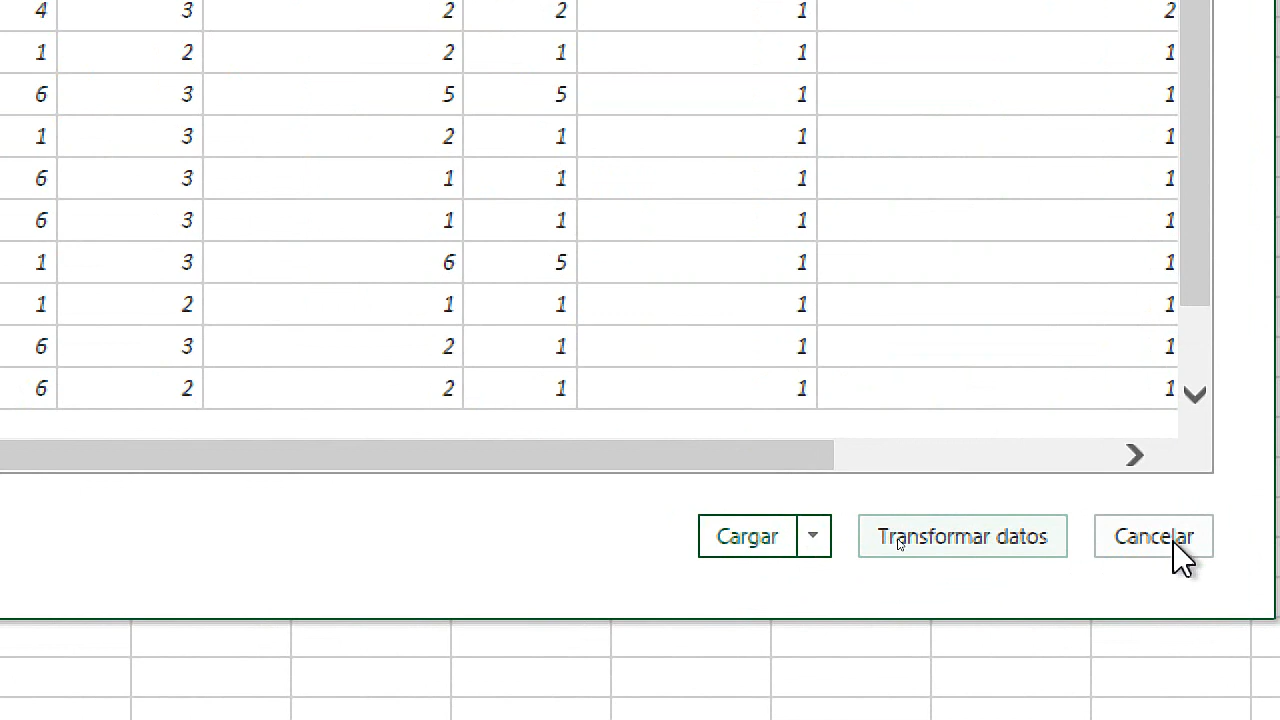 4 3 2 2 1 2
1 2 2 1 1 1
6 3 5 5 1 1
1 3 2 1 1 1
6 3 1 1 1 1
6 3 1 1 1 1
1 3 6 5 1 1
1 2 1 1 1 1
6 3 2 1 1 1
6 2 2 1 1 1
Cargar Transformar datos Cancelar